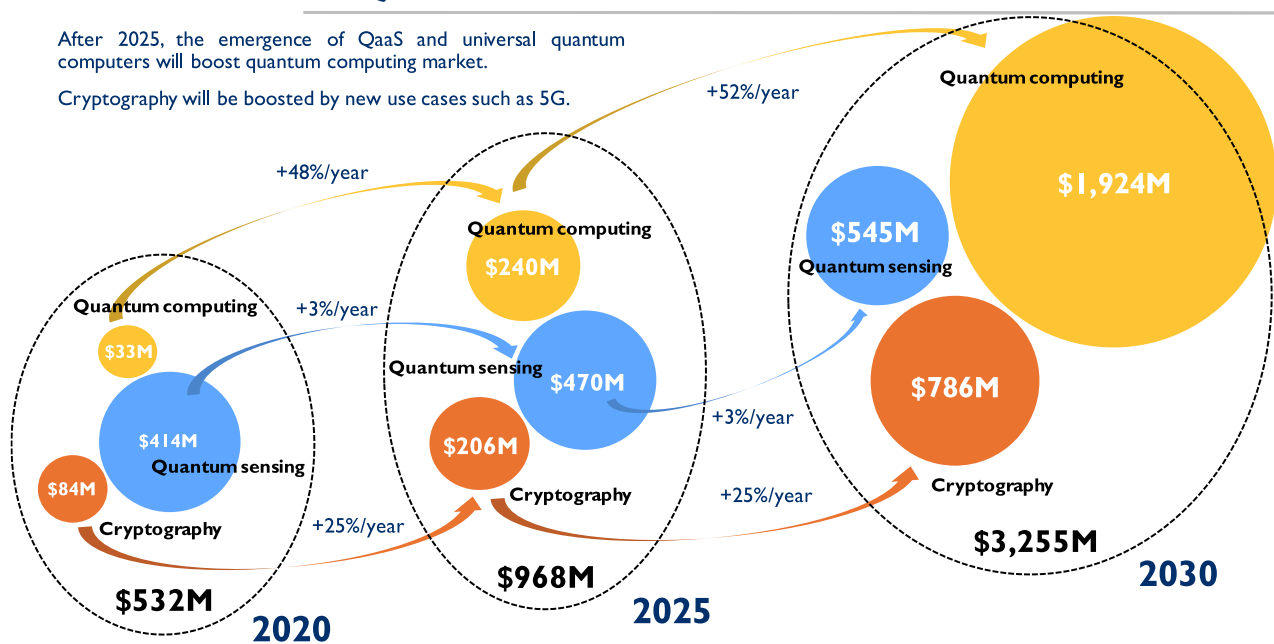 After 2025, the emergence of QaaS and universal quantum
computers will boost quantum computing market.
Cryptography will be boosted by new use cases such as 5G.
+48%/year
+52%/year
Quantum computing
$33M
$414M
Quantum sensing
$84M
Cryptography
$532M
2020
+3%/year
+25%/year
Quantum computing
$240M
Quantum sensing
$470M
$206M
Cryptography
$968M
2025
+3%/year
+25%/year
Quantum computing
$1,924M
$545M
Quantum sensing
$786M
Cryptography
$3,255M
2030